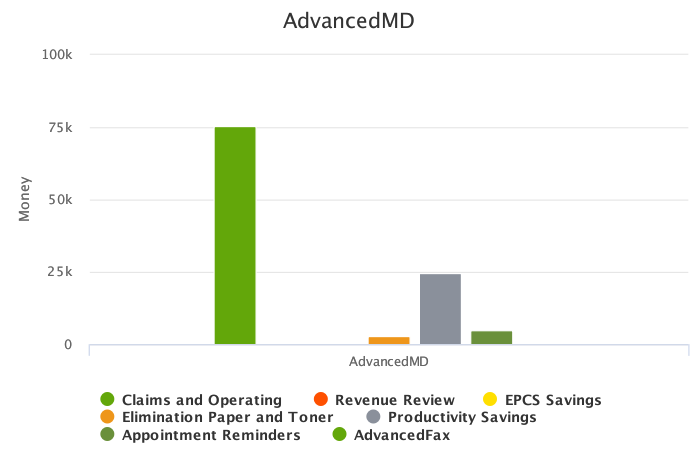 AdvancedMD
100k
75k
50k
25k
0
Money
AdvancedMD
Claims and Operating Revenue Review EPCS Savings
Elimination Paper and Toner Productivity Savings
Appointment Reminders AdvancedFax